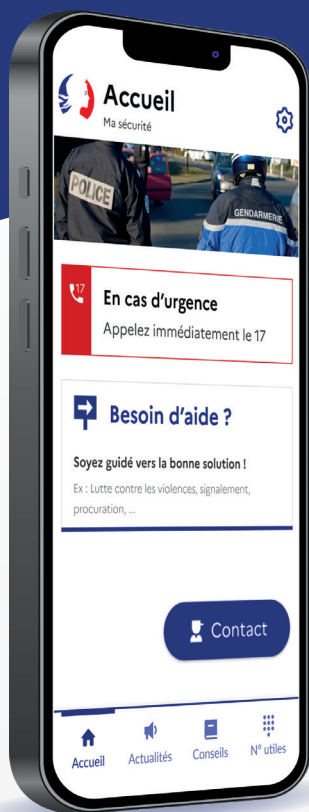 Accueil
Ma sécurité
POLICE
GENDARMERIE
17
En cas d'urgence
Appelez immédiatement le 17
Besoin d'aide ?
Soyez guidé vers la bonne solution !
Ex : Lutte contre les violences, signalement,
procuration, ...
Contact
Accueil
Actualités
Conseils
N° utiles